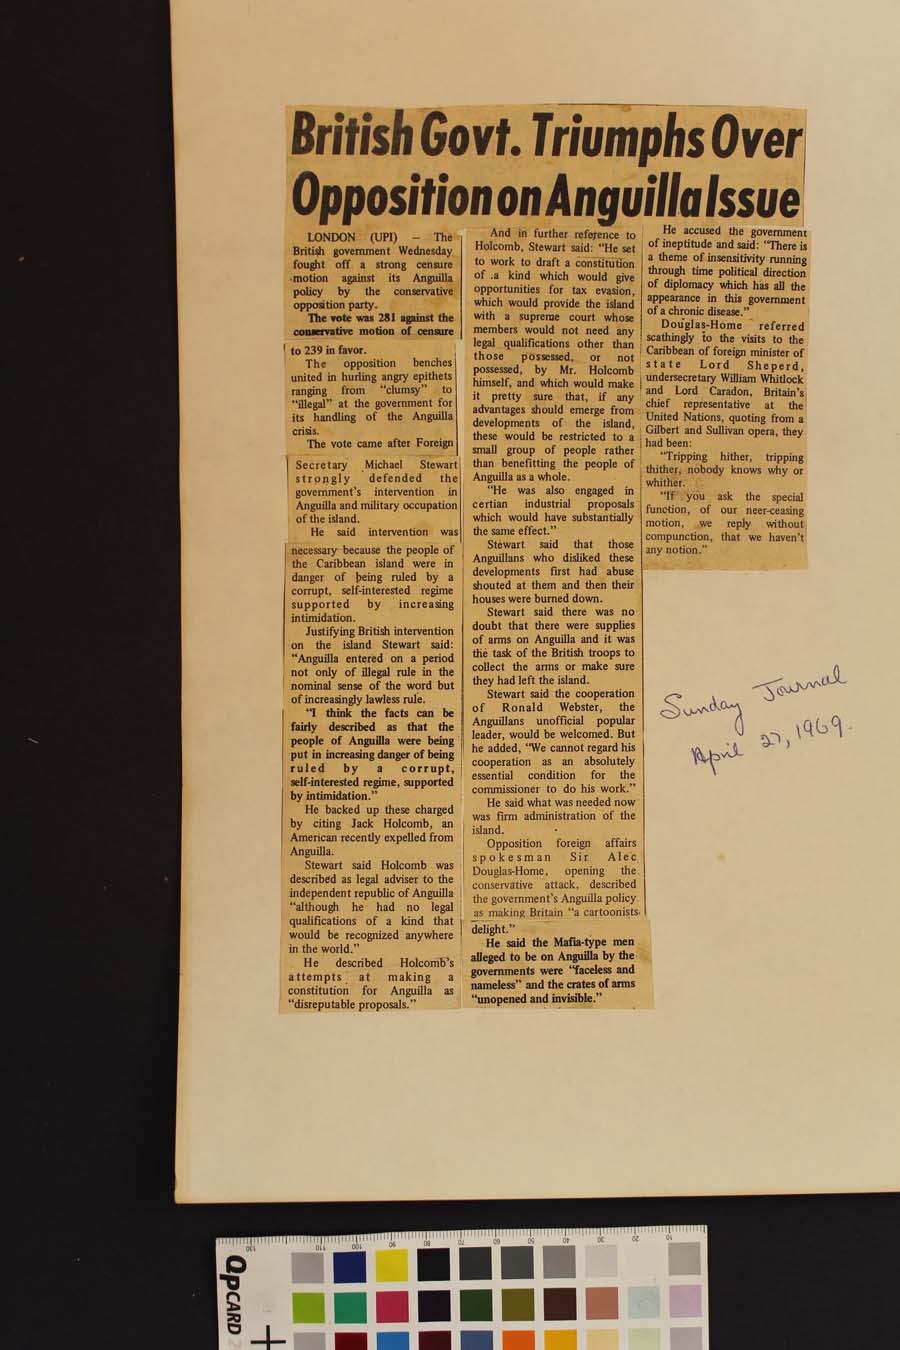 British Govt. Triumphs Over
Opposition on Anguilla Issue
LONDON (UPI) – The
British government Wednesday
fought off a strong censure
motion against its Anguilla
policy by the conservative
opposition party.
The vote was 281 against the
conservative motion of censure
to 239 in favor.
The opposition benches
united in hurling angry epithets
ranging from "clumsy" to
"illegal" at the government for
its handling of the Anguilla
crisis.
The vote came after Foreign
Secretary Michael Stewart
strongly defended the
government's intervention in
Anguilla and military occupation
of the island.
He said intervention was
necessary because the people of
the Caribbean island were in
danger of being ruled by a
corrupt, self-interested regime
supported by increasing
intimidation.
Justifying British intervention
on the island Stewart said:
"Anguilla entered on a period
not only of illegal rule in the
nominal sense of the word but
of increasingly lawless rule.
"I think the facts can be
fairly described as that the
people of Anguilla were being
put in increasing danger of being
ruled by a corrupt,
self-interested regime, supported
by intimidation."
He backed up these charged
by citing Jack Holcomb, an
American recently expelled from
Anguilla.
Stewart said Holcomb was
described as legal adviser to the
independent republic of Anguilla
"although he had no legal
qualifications of a kind that
would be recognized anywhere
in the world."
He described Holcomb's
attempts at making a
constitution for Anguilla as
"disreputable proposals."
And in further reference to
Holcomb, Stewart said: "He set
to work to draft a constitution
of a kind which would give
opportunities for tax evasion,
which would provide the island
with a supreme court whose
members would not need any
legal qualifications other than
those possessed, or not
possessed, by Mr. Holcomb
himself, and which would make
it pretty sure that, if any
advantages should emerge from
developments of the island,
these would be restricted to a
small group of people rather
than benefitting the people of
Anguilla as a whole.
"He was also engaged in
certian industrial proposals
which would have substantially
the same effect."
Stewart said that those
Anguillans who disliked these
developments first had abuse
shouted at them and then their
houses were burned down.
Stewart said there was no
doubt that there were supplies
of arms on Anguilla and it was
the task of the British troops to
collect the arms or make sure
they had left the island.
Stewart said the cooperation
of Ronald Webster, the
Anguillans unofficial popular
leader, would be welcomed. But
he added, "We cannot regard his
cooperation as an absolutely
essential condition for the
commissioner to do his work."
He said what was needed now
was firm administration of the
island.
Opposition foreign affairs
spokesman Sir Alec
Douglas-Home, opening the
conservative attack, described
the government's Anguilla policy
as making Britain "a cartoonists
delight."
He said the Mafia-type men
alleged to be on Anguilla by the
governments were "faceless and
nameless" and the crates of arms
"unopened and invisible."
He accused the government
of ineptitude and said: "There is
a theme of insensitivity running
through time political direction
of diplomacy which has all the
appearance in this government
of a chronic disease."
Douglas-Home referred
scathingly to the visits to the
Caribbean of foreign minister of
state Lord Sheperd,
undersecretary William Whitlock
and Lord Caradon, Britain's
chief representative at the
United Nations, quoting from a
Gilbert and Sullivan opera, they
had been:
"Tripping hither, tripping
thither, nobody knows why or
whither.
"If you ask the special
function, of our neer-ceasing
motion, we reply without
compunction, that we haven't
any notion."
Sunday Journal
April 27, 1969.
130 110 100 90 80 70 60 50 40 30 20 10
QPCARD 2